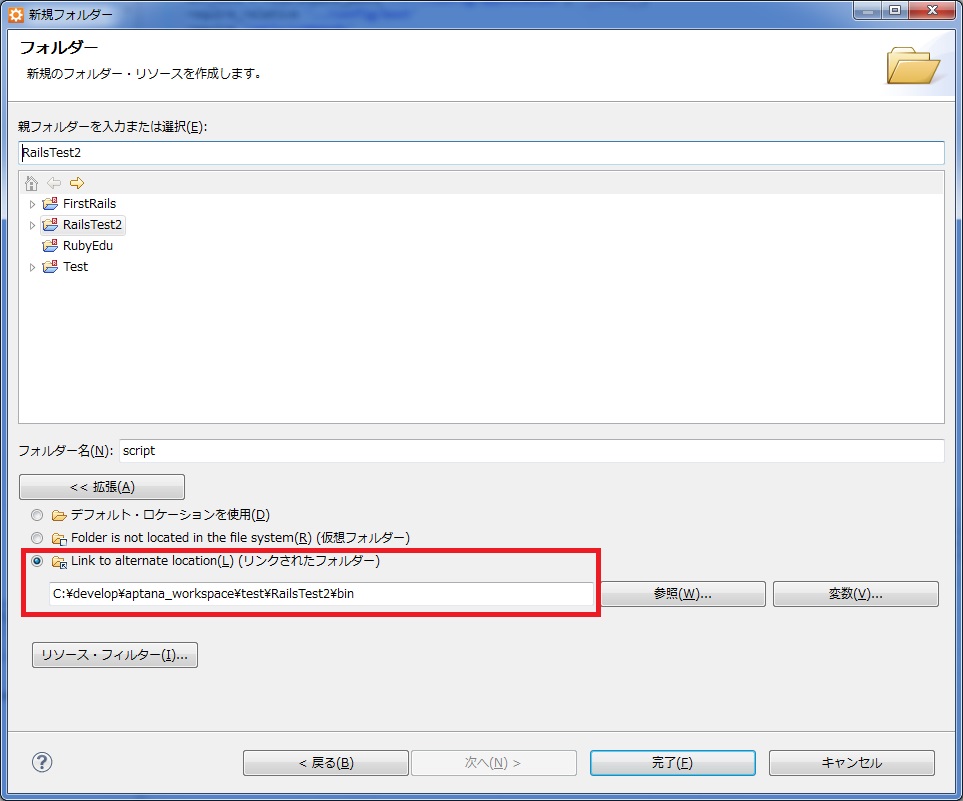 新規フォルダー
フォルダー
新規のフォルダー・リソースを作成します。
親フォルダーを入力または選択(E):
RailsTest2
FirstRails
RailsTest2
RubyEdu
Test
フォルダー名(N): script
<< 拡張(A)
デフォルト・ロケーションを使用(D)
Folder is not located in the file system(R) (仮想フォルダー)
Link to alternate location(L) (リンクされたフォルダー)
C:¥develop¥aptana_workspace¥test¥RailsTest2¥bin 参照(W)... 変数(V)...
リソース・フィルター(I)...
< 戻る(B) 次へ(N) > 完了(F) キャンセル